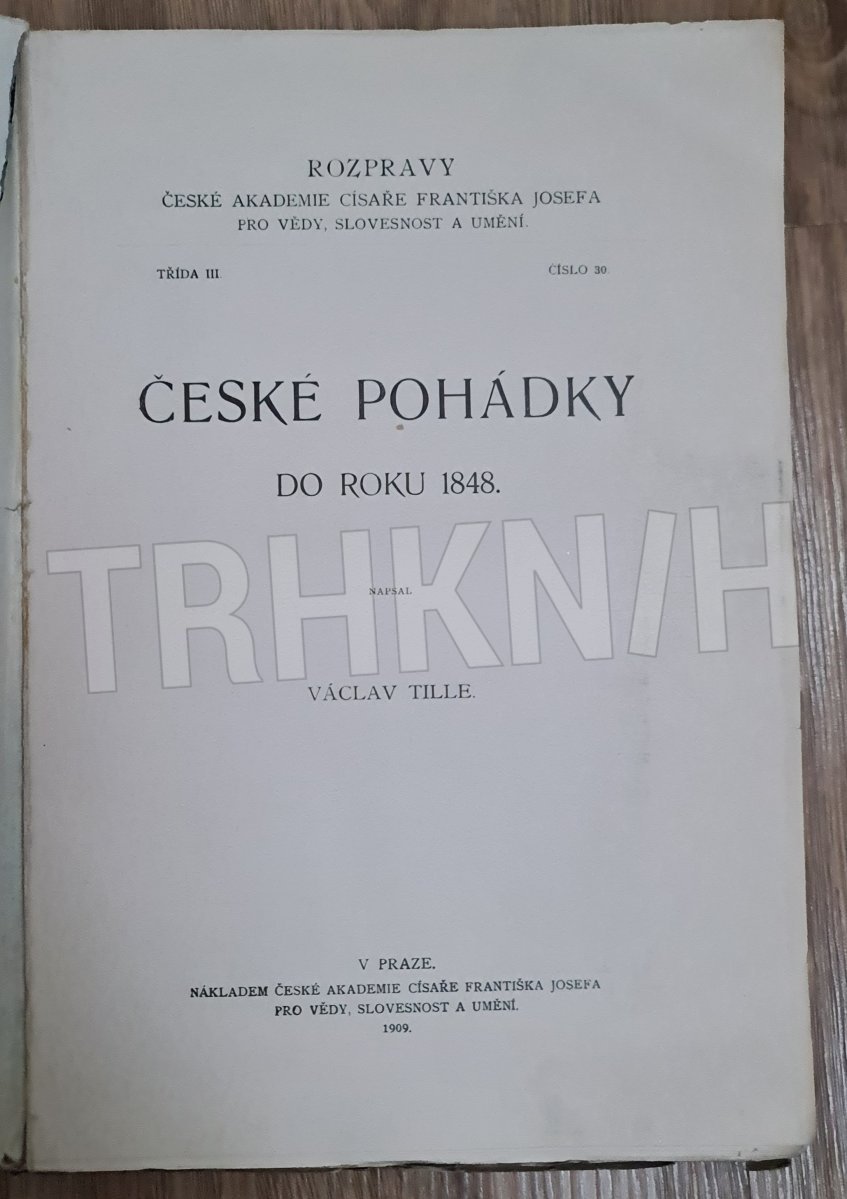 ROZPRAVY
ČESKÉ AKADEMIE CÍSAŘE FRANTIŠKA JOSEFA
PRO VĚDY, SLOVESNOST A UMĚNÍ.
TŘÍDA III. ČÍSLO 30.
ČESKÉ POHÁDKY
DO ROKU 1848.
TRHKN/H
NAPSAL
VÁCLAV TILLE.
V PRAZE.
NÁKLADEM ČESKÉ AKADEMIE CÍSAŘE FRANTIŠKA JOSEFA
PRO VĚDY, SLOVESNOST A UMĚNÍ.
1909.